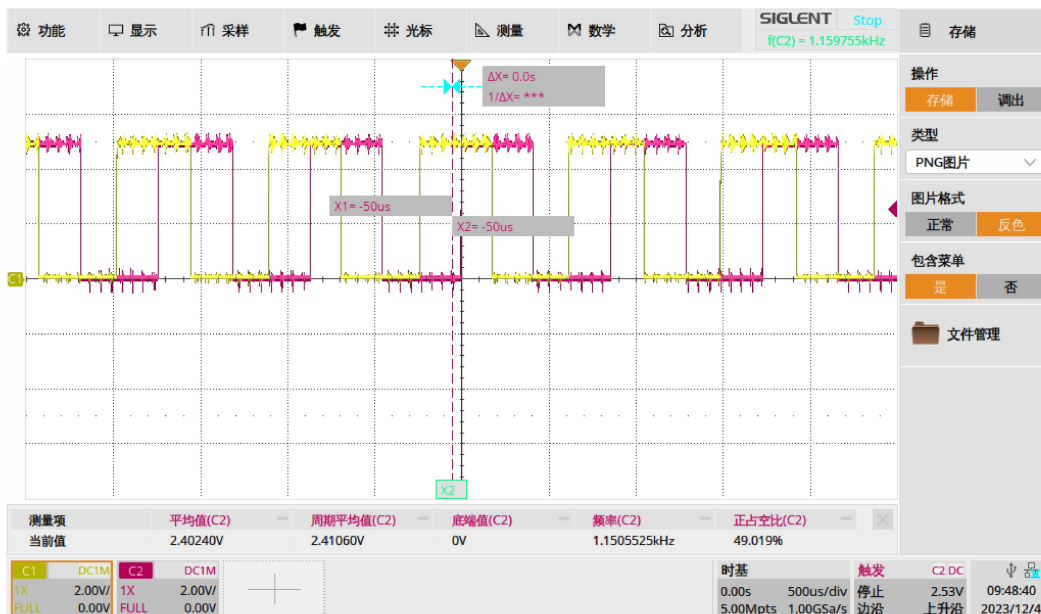 功能 显示 采样 触发 光标 测量 数学 分析
SIGLENT Stop
f(C2) = 1.159755kHz
存储
ΔX= 0.0s
1/ΔX= ***
X1= -50us
X2= -50us
C1
X2
操作
存储 调出
类型
PNG图片
图片格式
正常 反色
包含菜单
是 否
文件管理
测量项 平均值(C2) 周期平均值(C2) 底端值(C2) 频率(C2) 正占空比(C2)
当前值 2.40240V 2.41060V 0V 1.1505525kHz 49.019%
C1 DC1M C2 DC1M 时基 触发 C2 DC
1X 2.00V/ 1X 2.00V/ 0.00s 500us/div 停止 2.53V 09:48:40
FULL 0.00V FULL 0.00V 5.00Mpts 1.00GSa/s 边沿 上升沿 2023/12/4